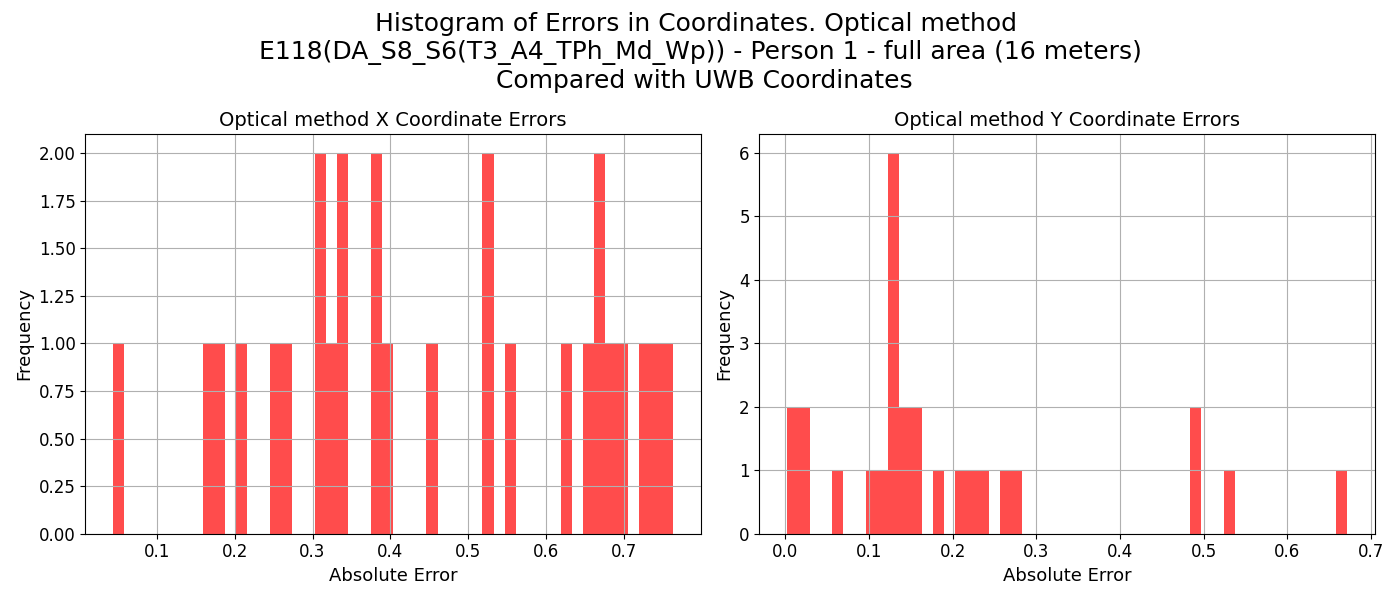 Histogram of Errors in Coordinates. Optical method
E118(DA_S8_S6(T3_A4_TPh_Md_Wp)) - Person 1 - full area (16 meters)
Compared with UWB Coordinates
Optical method X Coordinate Errors
2.00
1.75
1.50
1.25
1.00
0.75
0.50
0.25
0.00
Frequency
0.1 0.2 0.3 0.4 0.5 0.6 0.7
Absolute Error
Optical method Y Coordinate Errors
6
5
4
3
2
1
0
Frequency
0.0 0.1 0.2 0.3 0.4 0.5 0.6 0.7
Absolute Error